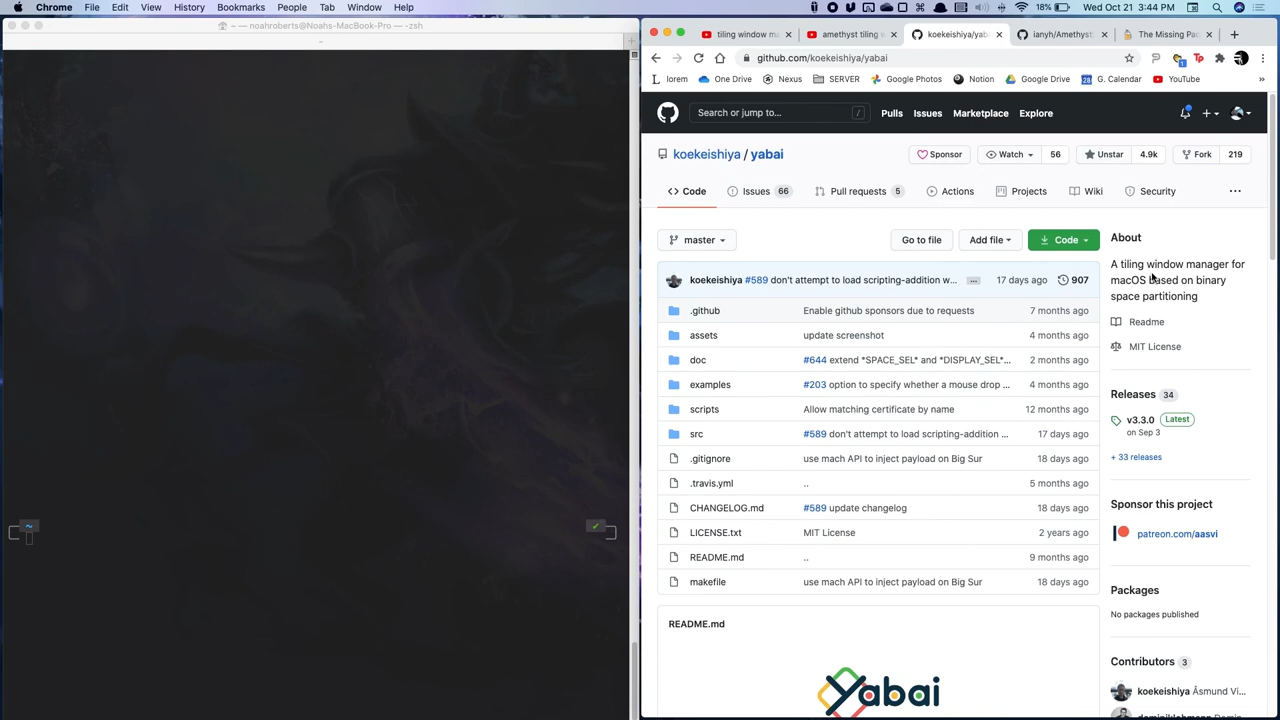 Chrome File Edit View History Bookmarks People Tab Window Help 18% Wed Oct 21 3:44 PM
~ — noahroberts@Noahs-MacBook-Pro — -zsh
~
✓
tiling window ma
amethyst tiling w
koekeishiya/yaba
ianyh/Amethyst
The Missing Pac
github.com/koekeishiya/yabai
lorem One Drive Nexus SERVER Google Photos Notion Google Drive G. Calendar YouTube »
Search or jump to... /
Pulls Issues Marketplace Explore
koekeishiya / yabai
Sponsor Watch 56 Unstar 4.9k Fork 219
Code Issues 66 Pull requests 5 Actions Projects Wiki Security ...
master Go to file Add file Code
koekeishiya #589 don't attempt to load scripting-addition w... ... 17 days ago 907
.github Enable github sponsors due to requests 7 months ago
assets update screenshot 4 months ago
doc #644 extend *SPACE_SEL* and *DISPLAY_SEL*... 2 months ago
examples #203 option to specify whether a mouse drop ... 4 months ago
scripts Allow matching certificate by name 12 months ago
src #589 don't attempt to load scripting-addition ... 17 days ago
.gitignore use mach API to inject payload on Big Sur 18 days ago
.travis.yml .. 5 months ago
CHANGELOG.md #589 update changelog 18 days ago
LICENSE.txt MIT License 2 years ago
README.md .. 9 months ago
makefile use mach API to inject payload on Big Sur 18 days ago
README.md
Yabai
About
A tiling window manager for
macOS based on binary
space partitioning
Readme
MIT License
Releases 34
v3.3.0 Latest
on Sep 3
+ 33 releases
Sponsor this project
patreon.com/aasvi
Packages
No packages published
Contributors 3
koekeishiya Åsmund Vi...